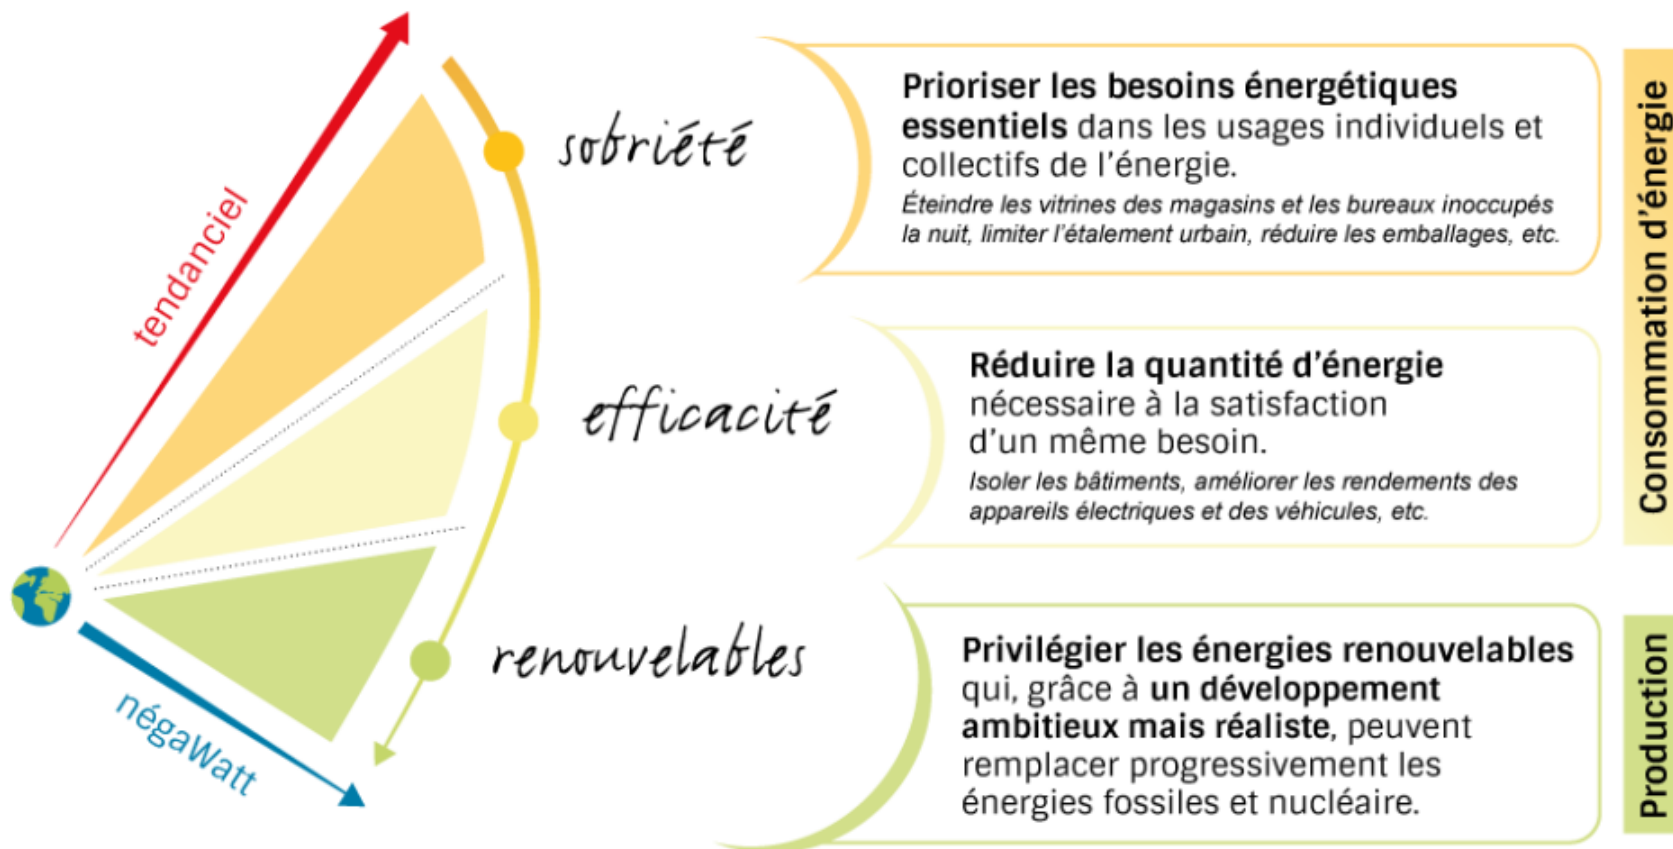 tendanciel
négaWatt
sobriété
Prioriser les besoins énergétiques
essentiels dans les usages individuels et
collectifs de l'énergie.
Éteindre les vitrines des magasins et les bureaux inoccupés
la nuit, limiter l'étalement urbain, réduire les emballages, etc.
efficacité
Réduire la quantité d'énergie
nécessaire à la satisfaction
d'un même besoin.
Isoler les bâtiments, améliorer les rendements des
appareils électriques et des véhicules, etc.
Consommation d'énergie
renouvelables
Privilégier les énergies renouvelables
qui, grâce à un développement
ambitieux mais réaliste, peuvent
remplacer progressivement les
énergies fossiles et nucléaire.
Production